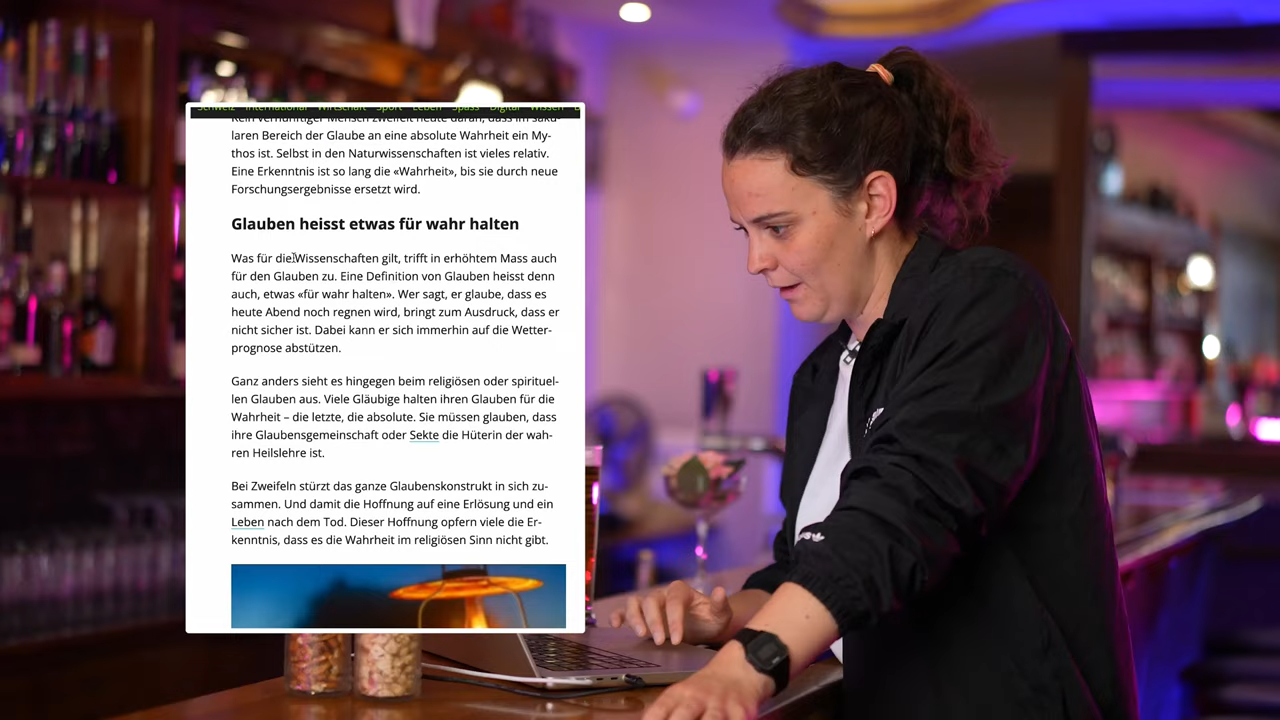 Schweiz International Wirtschaft Sport Leben Spass Digital Wissen
Kein vernünftiger Mensch zweifelt heute daran, dass im säku-
laren Bereich der Glaube an eine absolute Wahrheit ein My-
thos ist. Selbst in den Naturwissenschaften ist vieles relativ.
Eine Erkenntnis ist so lang die «Wahrheit», bis sie durch neue
Forschungsergebnisse ersetzt wird.
Glauben heisst etwas für wahr halten
Was für die Wissenschaften gilt, trifft in erhöhtem Mass auch
für den Glauben zu. Eine Definition von Glauben heisst denn
auch, etwas «für wahr halten». Wer sagt, er glaube, dass es
heute Abend noch regnen wird, bringt zum Ausdruck, dass er
nicht sicher ist. Dabei kann er sich immerhin auf die Wetter-
prognose abstützen.
Ganz anders sieht es hingegen beim religiösen oder spirituel-
len Glauben aus. Viele Gläubige halten ihren Glauben für die
Wahrheit – die letzte, die absolute. Sie müssen glauben, dass
ihre Glaubensgemeinschaft oder Sekte die Hüterin der wah-
ren Heilslehre ist.
Bei Zweifeln stürzt das ganze Glaubenskonstrukt in sich zu-
sammen. Und damit die Hoffnung auf eine Erlösung und ein
Leben nach dem Tod. Dieser Hoffnung opfern viele die Er-
kenntnis, dass es die Wahrheit im religiösen Sinn nicht gibt.